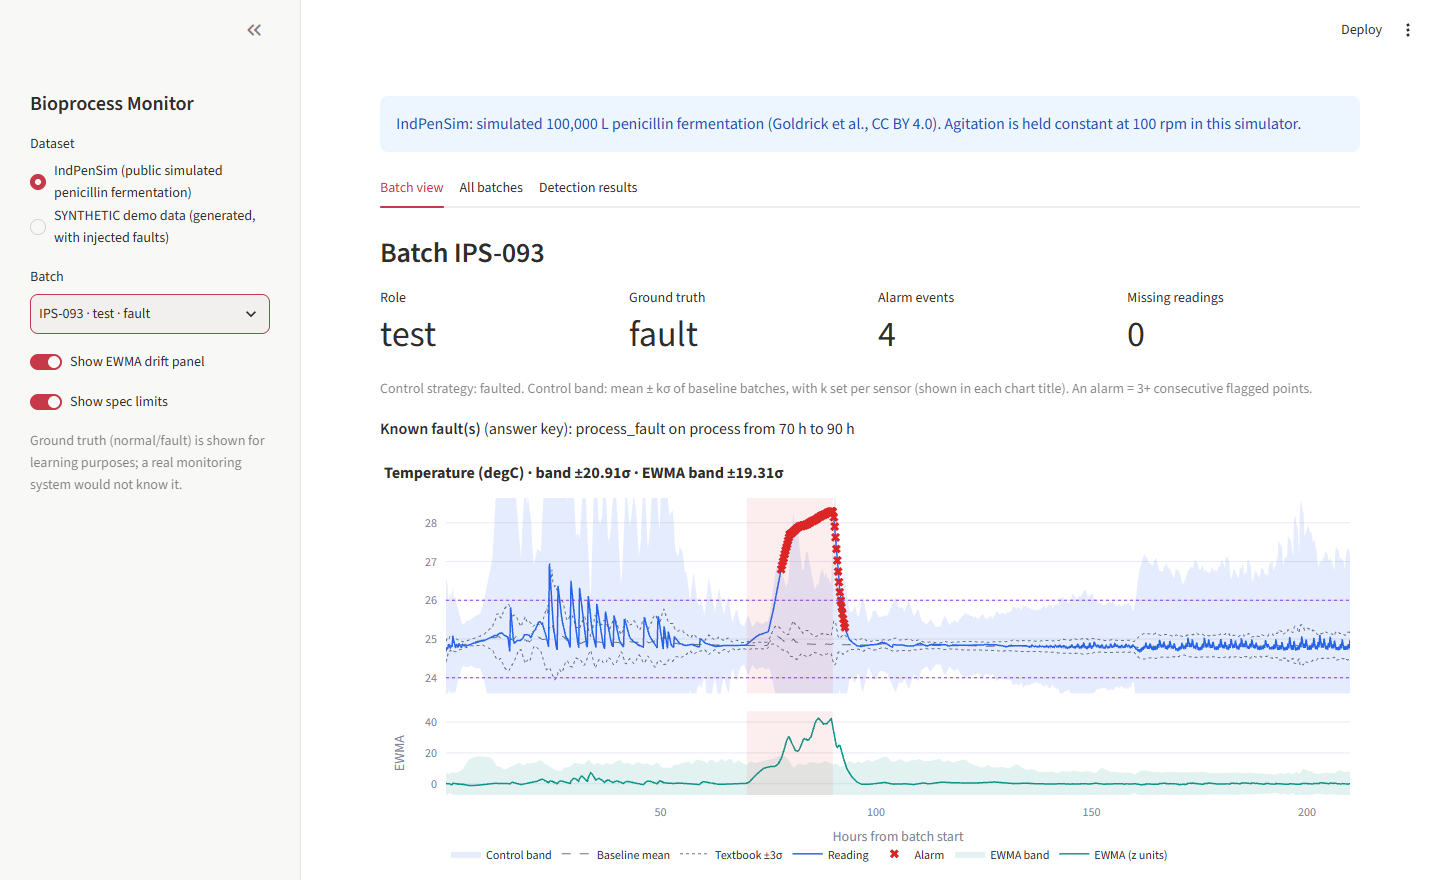 Deploy
Bioprocess Monitor
Dataset
IndPenSim (public simulated
penicillin fermentation)
SYNTHETIC demo data (generated,
with injected faults)
Batch
IPS-093 · test · fault
Show EWMA drift panel
Show spec limits
Ground truth (normal/fault) is shown for
learning purposes; a real monitoring
system would not know it.
IndPenSim: simulated 100,000 L penicillin fermentation (Goldrick et al., CC BY 4.0). Agitation is held constant at 100 rpm in this simulator.
Batch view All batches Detection results
Batch IPS-093
Role Ground truth Alarm events Missing readings
test fault 4 0
Control strategy: faulted. Control band: mean ± kσ of baseline batches, with k set per sensor (shown in each chart title). An alarm = 3+ consecutive flagged points.
Known fault(s) (answer key): process_fault on process from 70 h to 90 h
Temperature (degC) · band ±20.91σ · EWMA band ±19.31σ
28
27
26
25
24
EWMA
40
20
0
50 100 150 200
Hours from batch start
Control band Baseline mean Textbook ±3σ Reading Alarm EWMA band EWMA (z units)